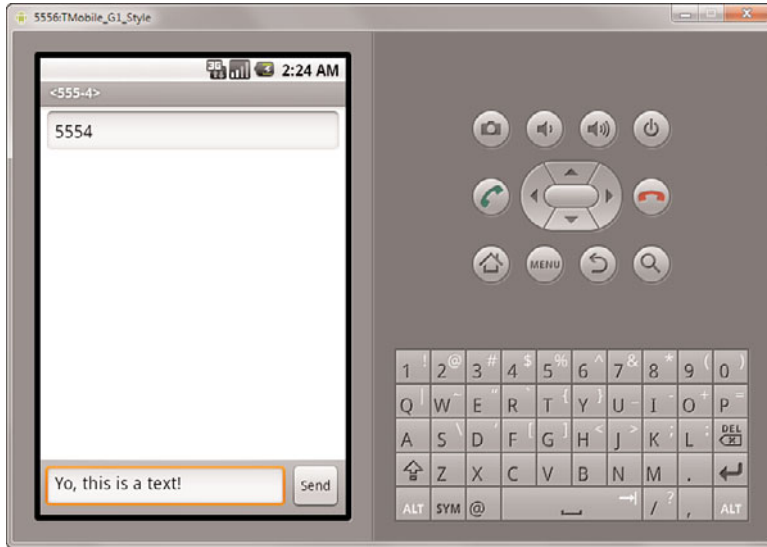 5556:TMobile_G1_Style
3G 2:24 AM
<555-4>
5554
Yo, this is a text!
Send
MENU
1 ! 2 @ 3 # 4 $ 5 % 6 ^ 7 & 8 * 9 ( 0 )
Q | W ~ E " R ` T { Y } U - I O + P =
A S \ D ' F [ G ] H < J > K ; L : DEL
Z X C V B N M .
ALT SYM @ / ? , ALT